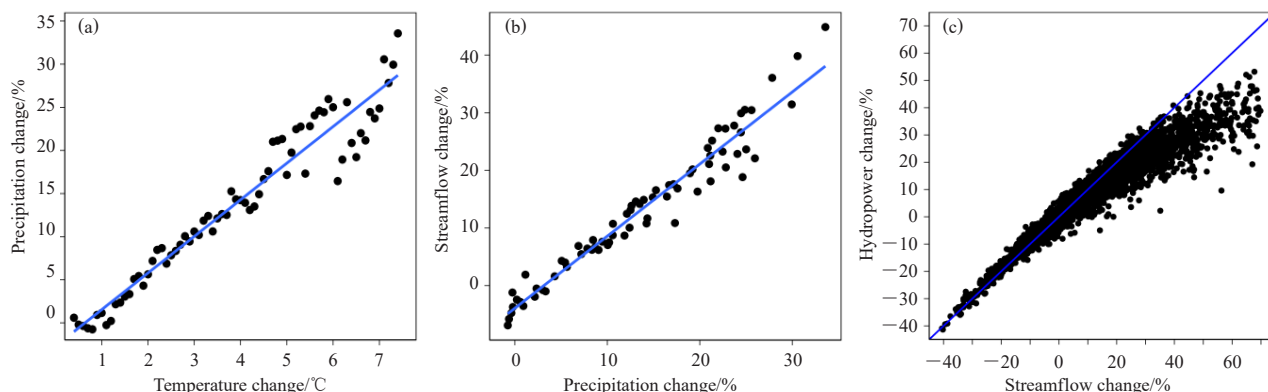 (a)
Precipitation change/%
35
30
25
20
15
10
5
0
1 2 3 4 5 6 7
Temperature change/℃
(b)
Streamflow change/%
40
30
20
10
0
0 10 20 30
Precipitation change/%
(c)
Hydropower change/%
70
60
50
40
30
20
10
0
−10
−20
−30
−40
−40 −20 0 20 40 60
Streamflow change/%